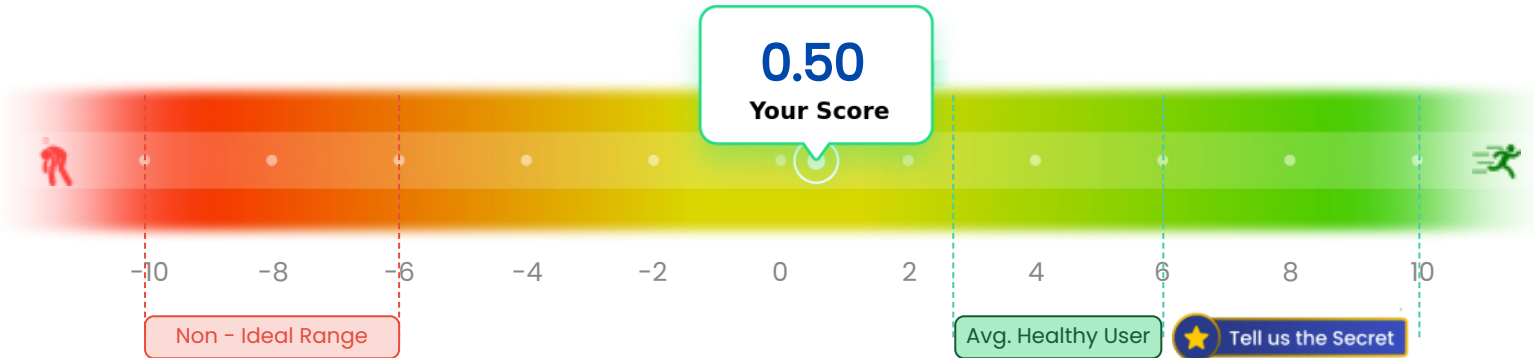 0.50
Your Score
-10 -8 -6 -4 -2 0 2 4 6 8 10
Non - Ideal Range
Avg. Healthy User
Tell us the Secret